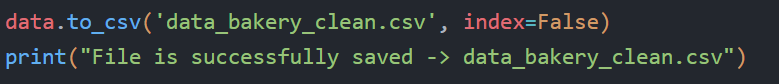 data.to_csv('data_bakery_clean.csv', index=False)
print("File is successfully saved -> data_bakery_clean.csv")